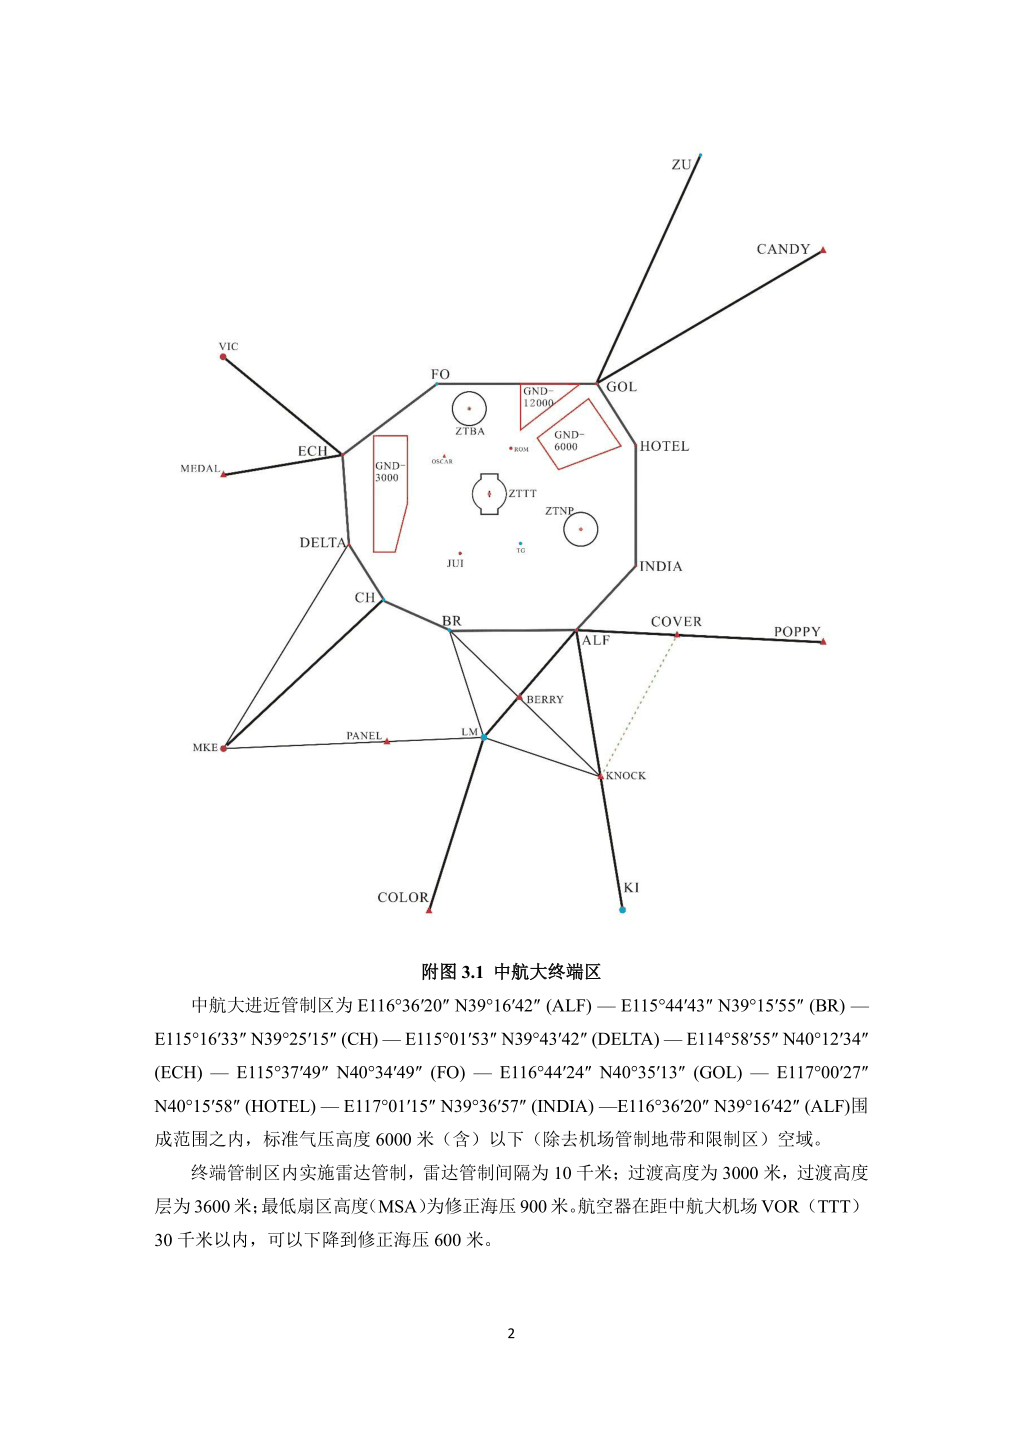 ZU
CANDY
VIC
FO
GOL
GND-
12000
ZTBA
GND-
6000
HOTEL
ECH
ROM
OSCAR
MEDAL
GND-
3000
ZTTT
ZTNP
DELTA
TG
JUI
INDIA
CH
BR
COVER
POPPY
ALF
BERRY
LM
PANEL
MKE
KNOCK
KI
COLOR
附图 3.1 中航大终端区
中航大进近管制区为 E116°36′20″ N39°16′42″ (ALF) — E115°44′43″ N39°15′55″ (BR) —
E115°16′33″ N39°25′15″ (CH) — E115°01′53″ N39°43′42″ (DELTA) — E114°58′55″ N40°12′34″
(ECH) — E115°37′49″ N40°34′49″ (FO) — E116°44′24″ N40°35′13″ (GOL) — E117°00′27″
N40°15′58″ (HOTEL) — E117°01′15″ N39°36′57″ (INDIA) —E116°36′20″ N39°16′42″ (ALF)围
成范围之内，标准气压高度 6000 米（含）以下（除去机场管制地带和限制区）空域。
终端管制区内实施雷达管制，雷达管制间隔为 10 千米；过渡高度为 3000 米，过渡高度
层为 3600 米；最低扇区高度（MSA）为修正海压 900 米。航空器在距中航大机场 VOR（TTT）
30 千米以内，可以下降到修正海压 600 米。
2